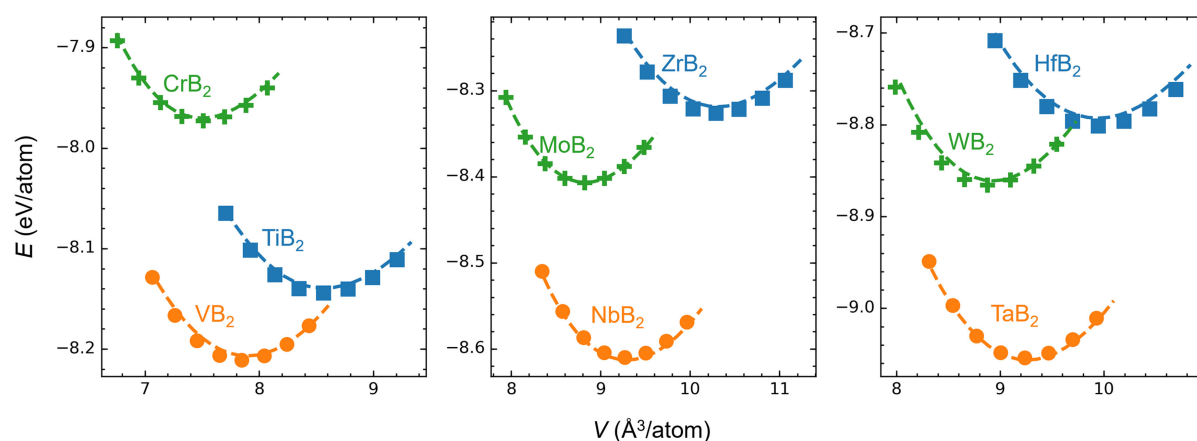 E (eV/atom)
−7.9
−8.0
−8.1
−8.2
CrB₂
TiB₂
VB₂
7
8
9
−8.3
−8.4
−8.5
−8.6
ZrB₂
MoB₂
NbB₂
8
9
10
11
−8.7
−8.8
−8.9
−9.0
HfB₂
WB₂
TaB₂
8
9
10
V (Å³/atom)